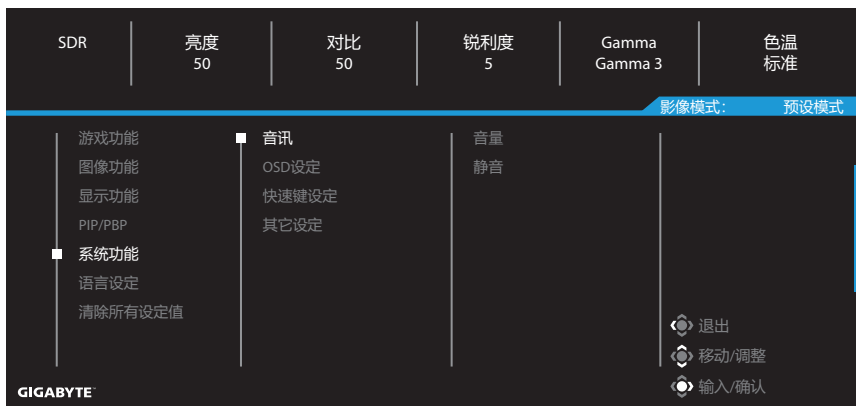 SDR
亮度
50
对比
50
锐利度
5
Gamma
Gamma 3
色温
标准
影像模式: 预设模式
游戏功能
图像功能
显示功能
PIP/PBP
系统功能
语言设定
清除所有设定值
音讯
OSD设定
快速键设定
其它设定
音量
静音
退出
移动/调整
输入/确认
GIGABYTE™